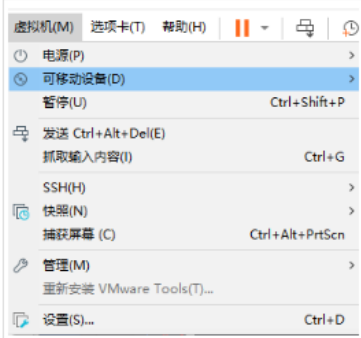 虚拟机(M) 选项卡(T) 帮助(H)
电源(P)
可移动设备(D)
暂停(U) Ctrl+Shift+P
发送 Ctrl+Alt+Del(E)
抓取输入内容(I) Ctrl+G
SSH(H)
快照(N)
捕获屏幕 (C) Ctrl+Alt+PrtScn
管理(M)
重新安装 VMware Tools(T)...
设置(S)... Ctrl+D